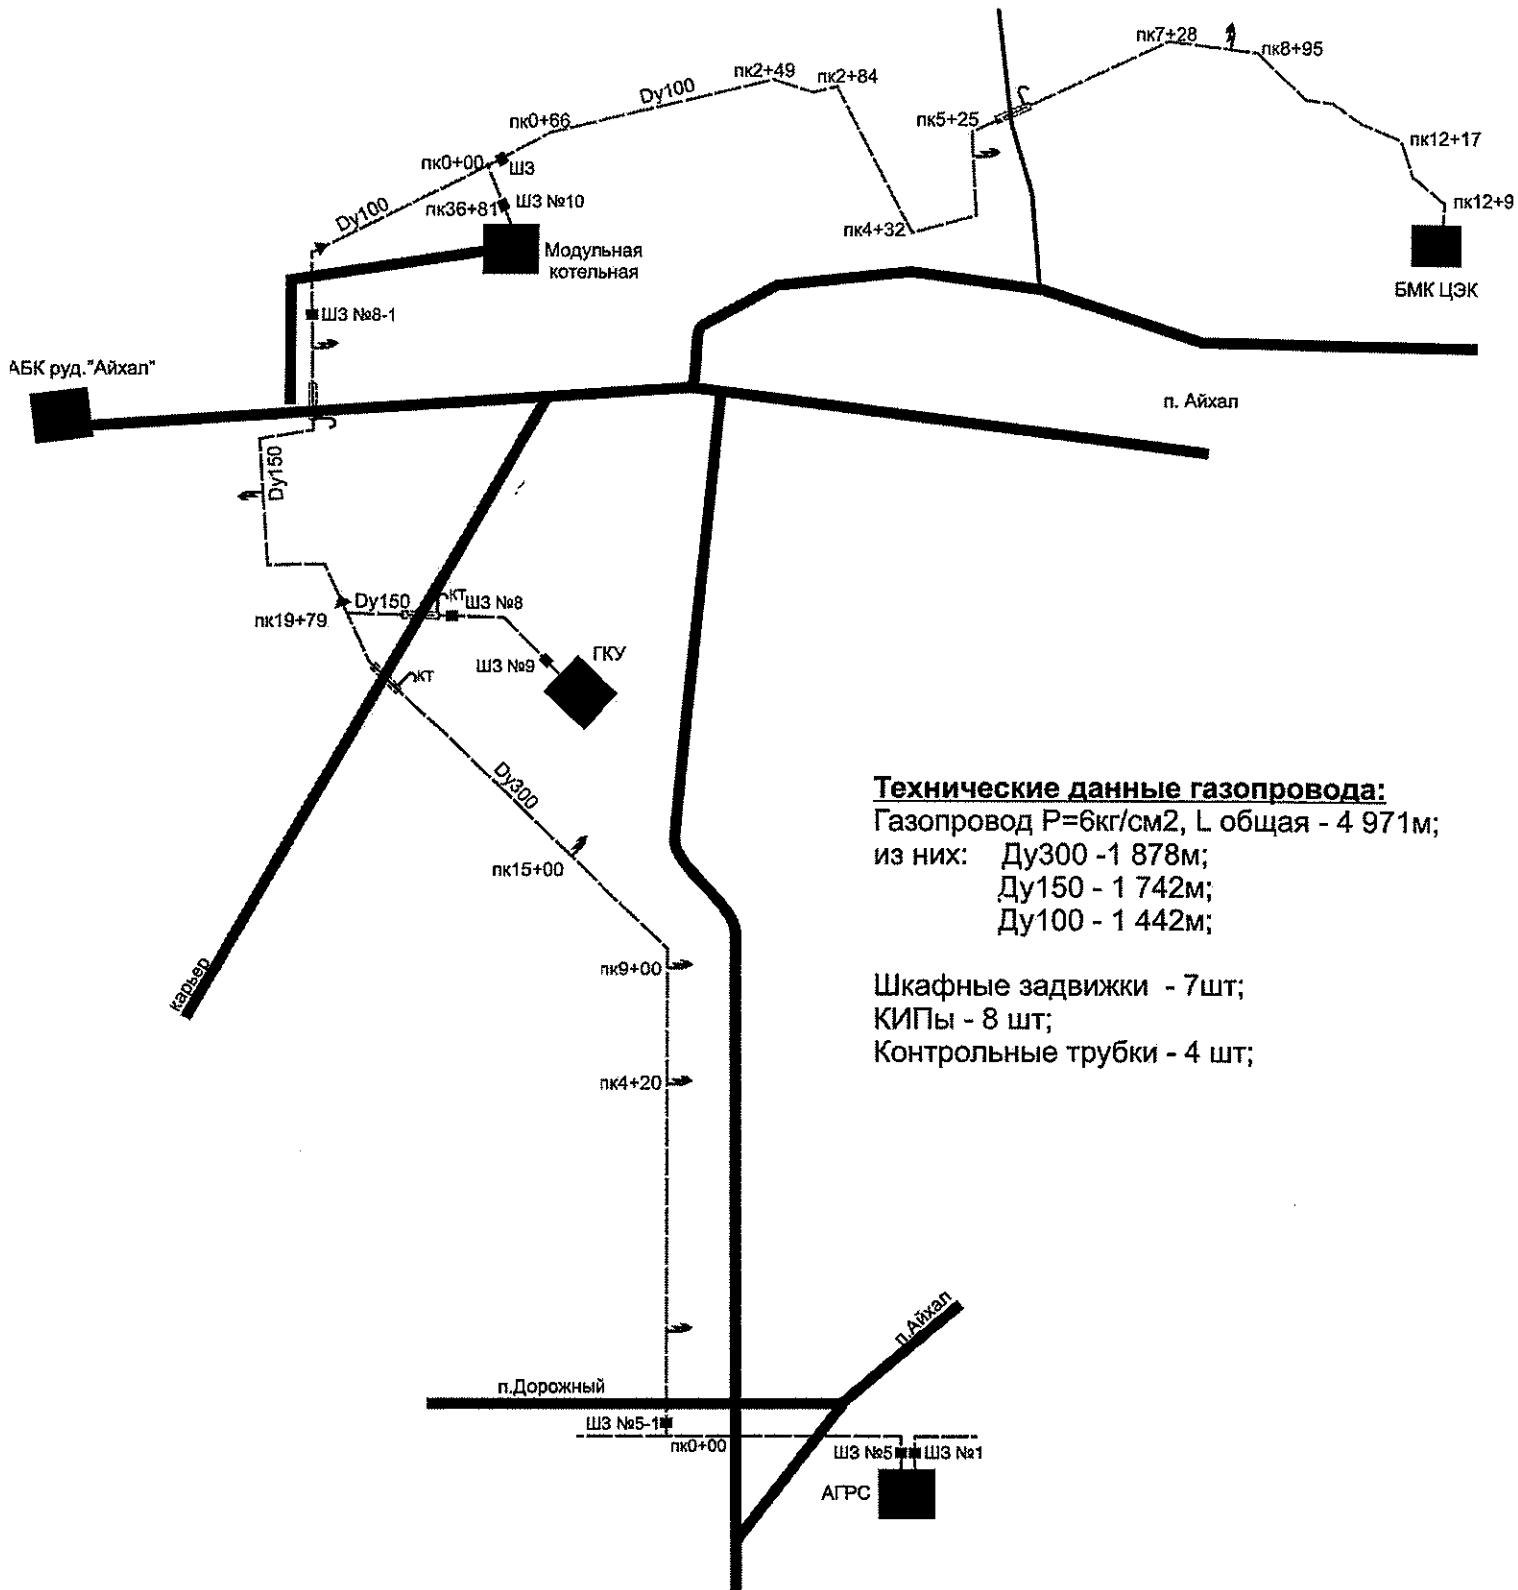 пк7+28
пк8+95
пк2+49
пк2+84
Dy100
пк0+66
пк5+25
пк12+17
пк0+00
ШЗ
ШЗ №10
пк36+81
Dy100
пк4+32
пк12+9
Модульная
котельная
БМК ЦЭК
ШЗ №8-1
АБК руд."Айхал"
п. Айхал
Dy150
Dy150
кт
ШЗ №8
пк19+79
ШЗ №9
ГКУ
кт
Dy300
пк15+00
Технические данные газопровода:
Газопровод Р=6кг/см2, L общая - 4 971м;
из них: Ду300 -1 878м;
Ду150 - 1 742м;
Ду100 - 1 442м;
пк9+00
карьер
Шкафные задвижки - 7шт;
КИПы - 8 шт;
Контрольные трубки - 4 шт;
пк4+20
п.Айхал
п.Дорожный
ШЗ №5-1
пк0+00
ШЗ №5
ШЗ №1
АГРС